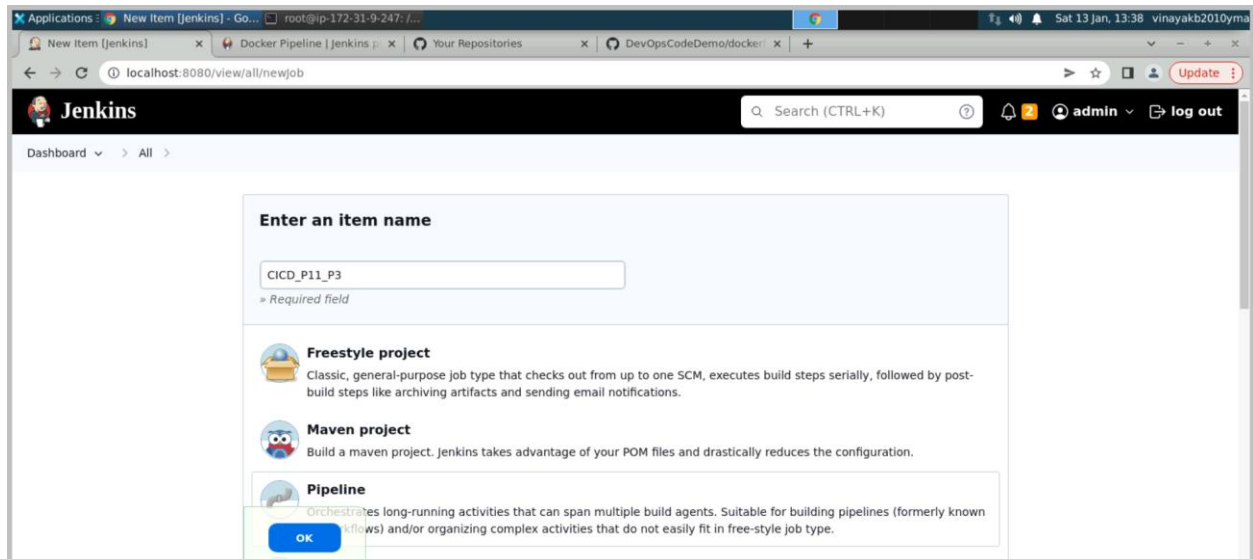 Applications
New Item [Jenkins] - Go...
root@ip-172-31-9-247: /...
Sat 13 Jan, 13:38 vinayakb2010yma
New Item [Jenkins]
Docker Pipeline | Jenkins
Your Repositories
DevOpsCodeDemo/docker
localhost:8080/view/all/newJob
Update
Jenkins
Search (CTRL+K)
2
admin
log out
Dashboard > All >
Enter an item name
CICD_P11_P3
» Required field
Freestyle project
Classic, general-purpose job type that checks out from up to one SCM, executes build steps serially, followed by post-
build steps like archiving artifacts and sending email notifications.
Maven project
Build a maven project. Jenkins takes advantage of your POM files and drastically reduces the configuration.
Pipeline
Orchestrates long-running activities that can span multiple build agents. Suitable for building pipelines (formerly known
and/or organizing complex activities that do not easily fit in free-style job type.
OK